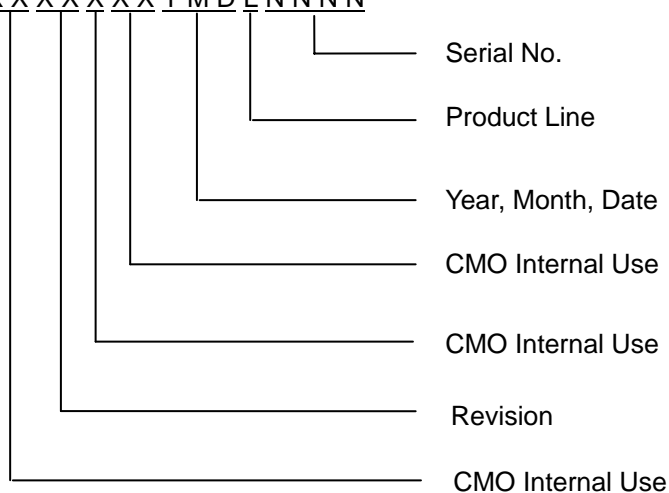 X X X X X X X Y M D L N N N N
Serial No.
Product Line
Year, Month, Date
CMO Internal Use
CMO Internal Use
Revision
CMO Internal Use